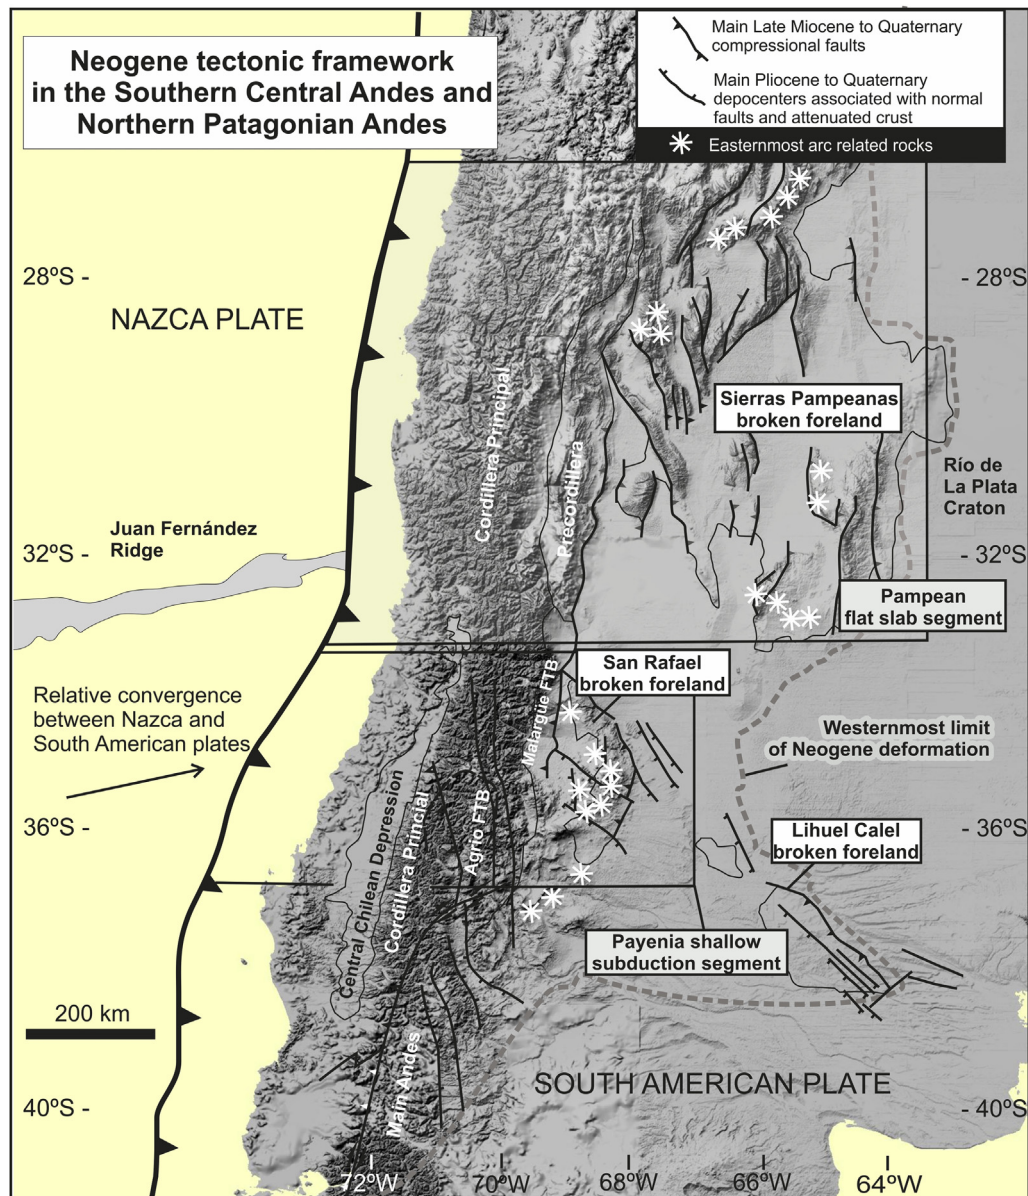 Neogene tectonic framework
in the Southern Central Andes and
Northern Patagonian Andes
Main Late Miocene to Quaternary
compressional faults
Main Pliocene to Quaternary
depocenters associated with normal
faults and attenuated crust
Easternmost arc related rocks
28ºS -
- 28ºS
NAZCA PLATE
Cordillera Principal
Precordillera
Sierras Pampeanas
broken foreland
Río de
La Plata
Craton
Juan Fernández
Ridge
32ºS -
- 32ºS
Pampean
flat slab segment
San Rafael
broken foreland
Malargüe FTB
Relative convergence
between Nazca and
South American plates
Westernmost limit
of Neogene deformation
Central Chilean Depression
Cordillera Princial
Agrio FTB
36ºS -
- 36ºS
Lihuel Calel
broken foreland
Payenia shallow
subduction segment
200 km
Main Andes
SOUTH AMERICAN PLATE
40ºS -
- 40ºS
72ºW
70ºW
68ºW
66ºW
64ºW